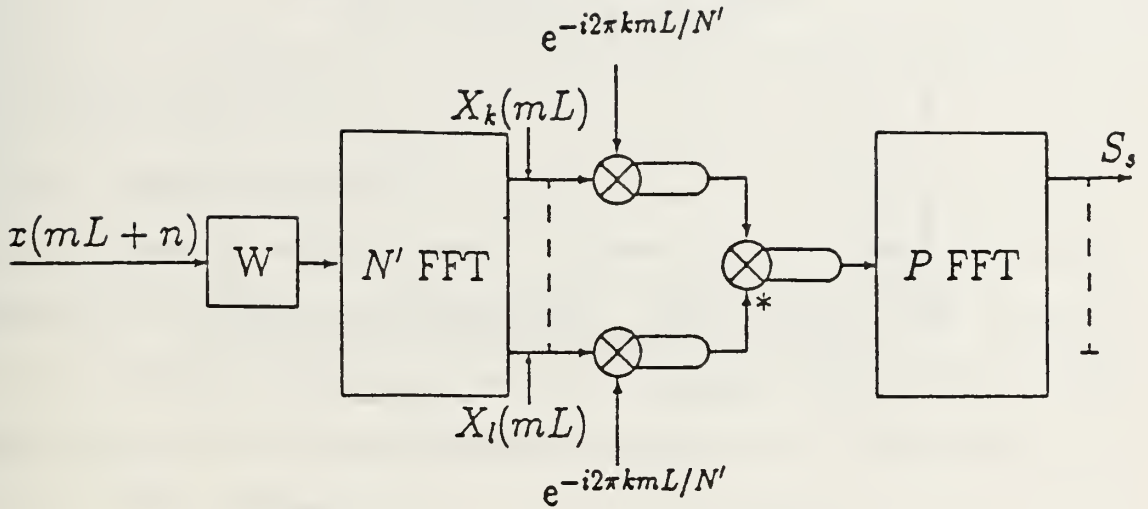 e^{-i2πkmL/N'}
X_k(mL)
S_s
x(mL + n)
W
N' FFT
P FFT
*
X_l(mL)
e^{-i2πkmL/N'}